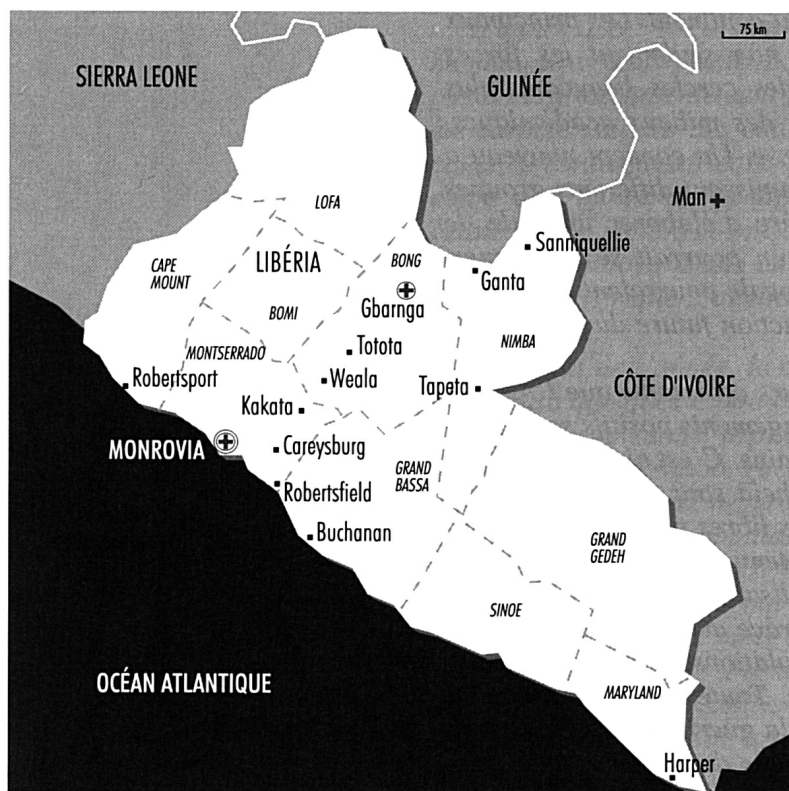 75 km
SIERRA LEONE
GUINÉE
Man
LOFA
Sanniquellie
CAPE
MOUNT
LIBÉRIA
BONG
Ganta
BOMI
Gbarnga
NIMBA
MONTSERRADO
Totota
Robertsport
Weala
Tapeta
CÔTE D'IVOIRE
Kakata
MONROVIA
Careysburg
GRAND
BASSA
Robertsfield
Buchanan
GRAND
GEDEH
SINOE
OCÉAN ATLANTIQUE
MARYLAND
Harper